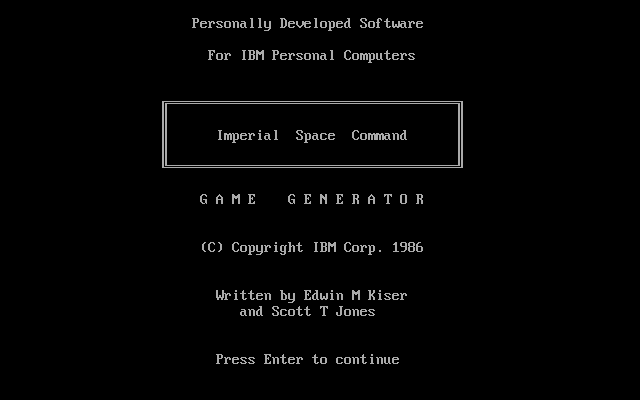 Personally Developed Software
For IBM Personal Computers
Imperial Space Command
G A M E G E N E R A T O R
(C) Copyright IBM Corp. 1986
Written by Edwin M Kiser
and Scott T Jones
Press Enter to continue